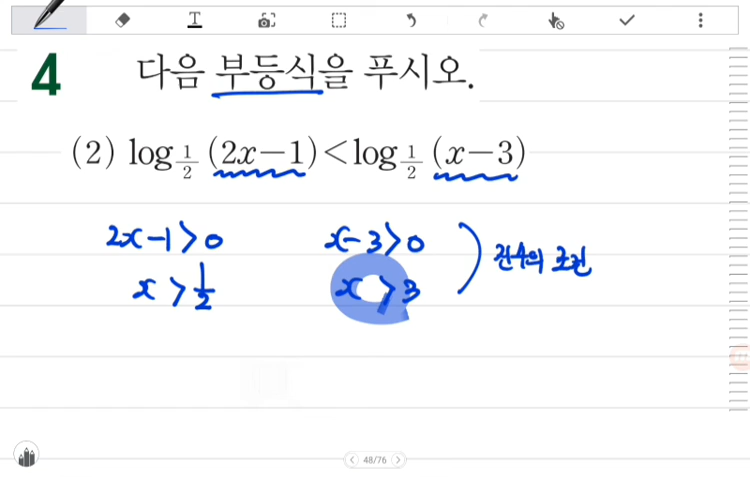 4 다음 부등식을 푸시오.
(2) log_{1/2} (2x-1) < log_{1/2} (x-3)
2x-1>0 x-3>0 진수의 조건
x>1/2 x>3
48/76